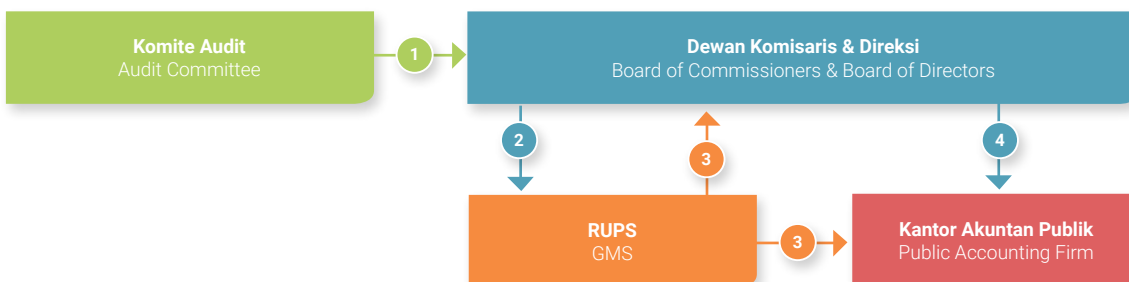 Komite Audit
Audit Committee
1
Dewan Komisaris & Direksi
Board of Commissioners & Board of Directors
2
3
4
RUPS
GMS
3
Kantor Akuntan Publik
Public Accounting Firm